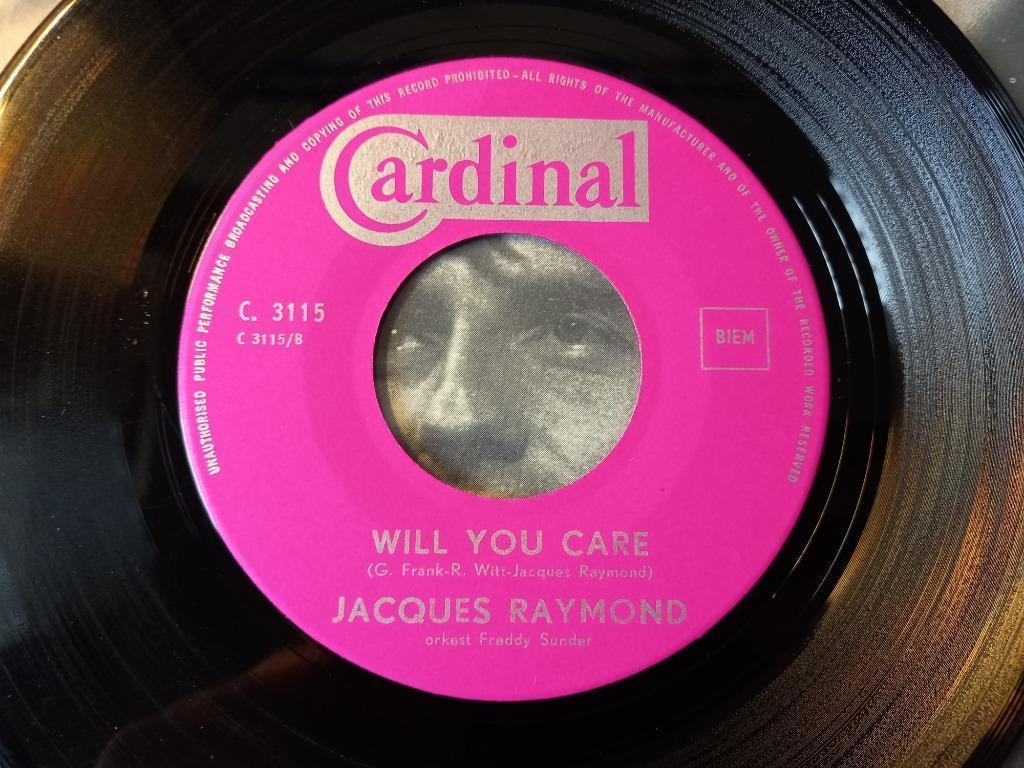 UNAUTHORISED PUBLIC PERFORMANCE BROADCASTING AND COPYING OF THIS RECORD PROHIBITED - ALL RIGHTS OF THE MANUFACTURER AND OF THE OWNER OF THE RECORDED WORK RESERVED
Cardinal
C. 3115
C 3115/B
BIEM
WILL YOU CARE
(G. Frank-R. Witt-Jacques Raymond)
JACQUES RAYMOND
orkest Freddy Sunder